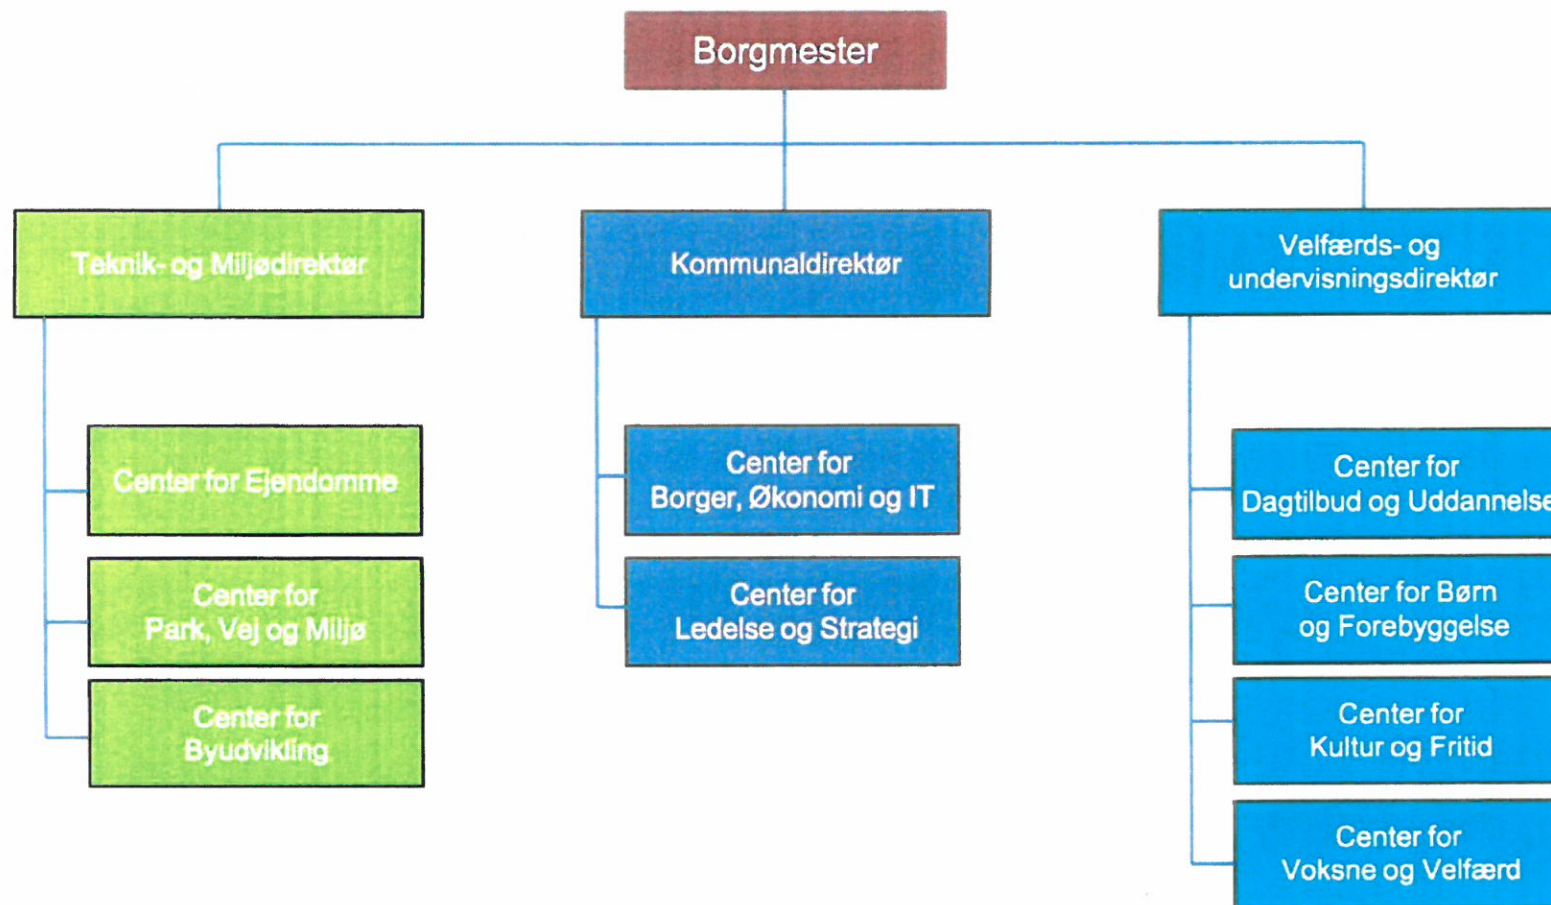 Borgmester
Teknik- og Miljødirektør
Kommunaldirektør
Velfærds- og
undervisningsdirektør
Center for Ejendomme
Center for
Park, Vej og Miljø
Center for
Byudvikling
Center for
Borger, Økonomi og IT
Center for
Ledelse og Strategi
Center for
Dagtilbud og Uddannelse
Center for Børn
og Forebyggelse
Center for
Kultur og Fritid
Center for
Voksne og Velfærd